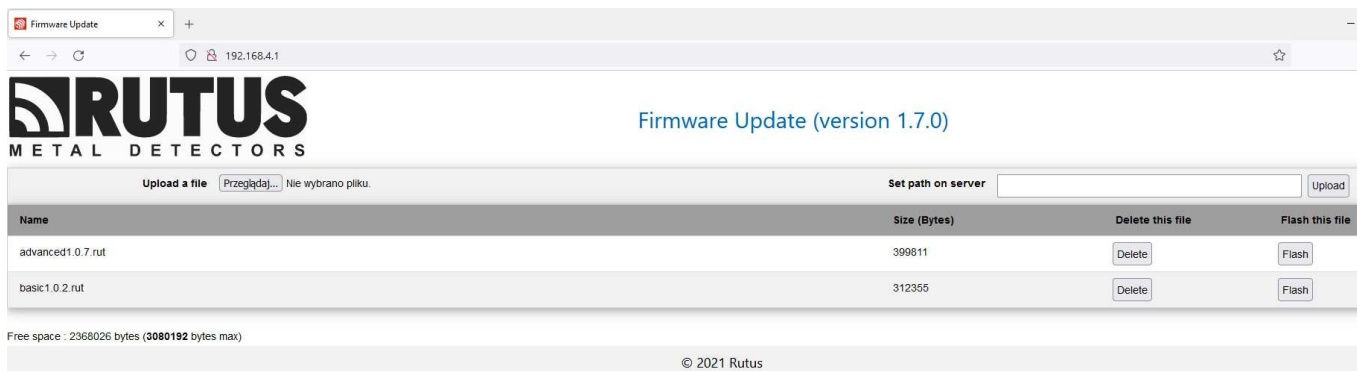 Firmware Update
192.168.4.1
RUTUS
METAL DETECTORS
Firmware Update (version 1.7.0)
Upload a file Przeglądaj... Nie wybrano pliku. Set path on server Upload
Name Size (Bytes) Delete this file Flash this file
advanced1.0.7.rut 399811 Delete Flash
basic1.0.2.rut 312355 Delete Flash
Free space : 2368026 bytes (3080192 bytes max)
© 2021 Rutus